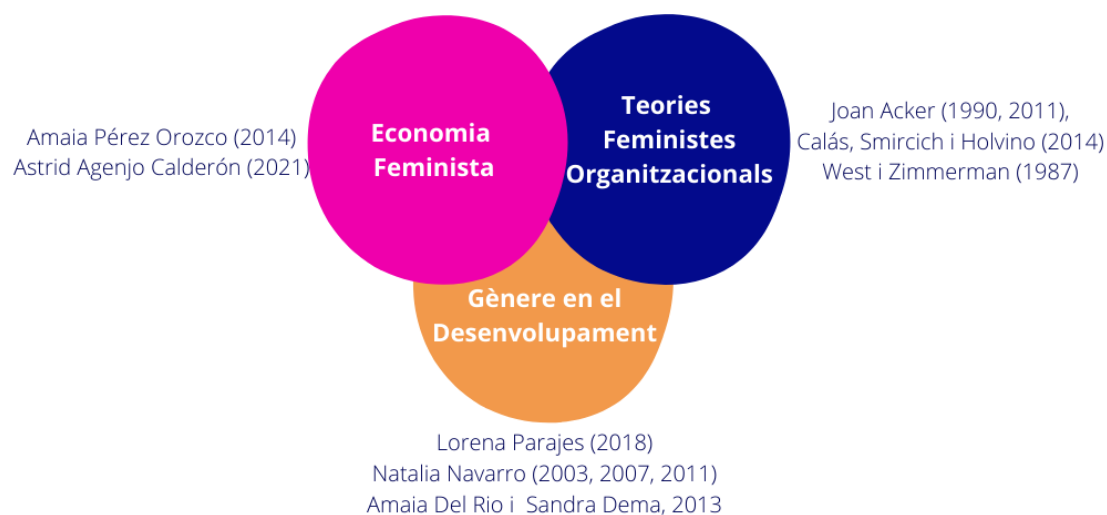 Amaia Pérez Orozco (2014)
Astrid Agenjo Calderón (2021)
Economia
Feminista
Teories
Feministes
Organitzacionals
Joan Acker (1990, 2011),
Calás, Smircich i Holvino (2014)
West i Zimmerman (1987)
Gènere en el
Desenvolupament
Lorena Parajes (2018)
Natalia Navarro (2003, 2007, 2011)
Amaia Del Rio i Sandra Dema, 2013